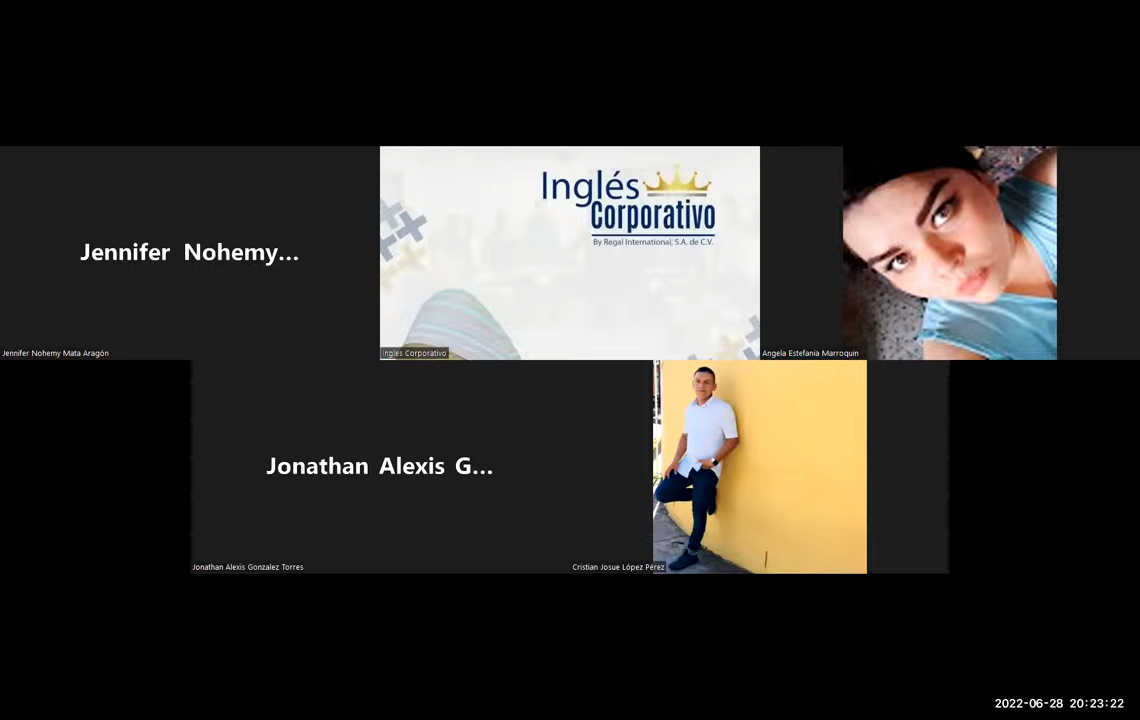 Jennifer Nohemy...
Jennifer Nohemy Mata Aragón
Inglés
Corporativo
By Regal International, S.A. de C.V.
Ingles Corporativo
Angela Estefania Marroquin
Jonathan Alexis G...
Jonathan Alexis Gonzalez Torres
Cristian Josue López Pérez
2022-06-28 20:23:22